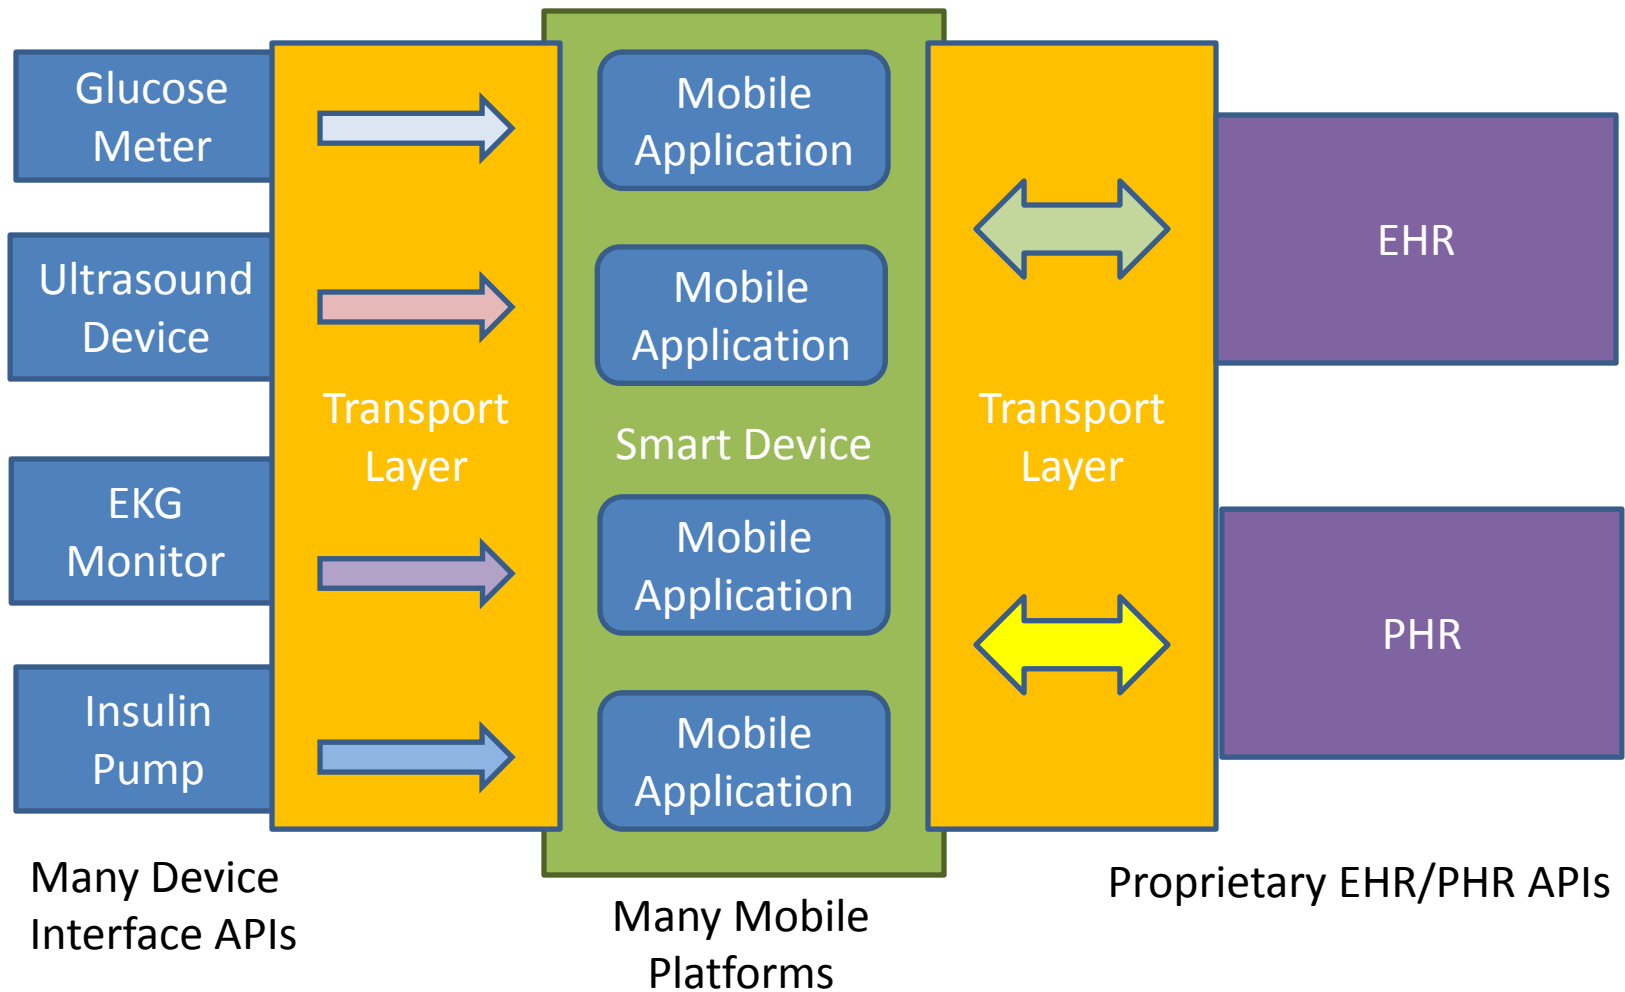 Glucose
Meter
Ultrasound
Device
EKG
Monitor
Insulin
Pump
Many Device
Interface APIs
Transport
Layer
Mobile
Application
Mobile
Application
Smart Device
Mobile
Application
Mobile
Application
Many Mobile
Platforms
Transport
Layer
EHR
PHR
Proprietary EHR/PHR APIs